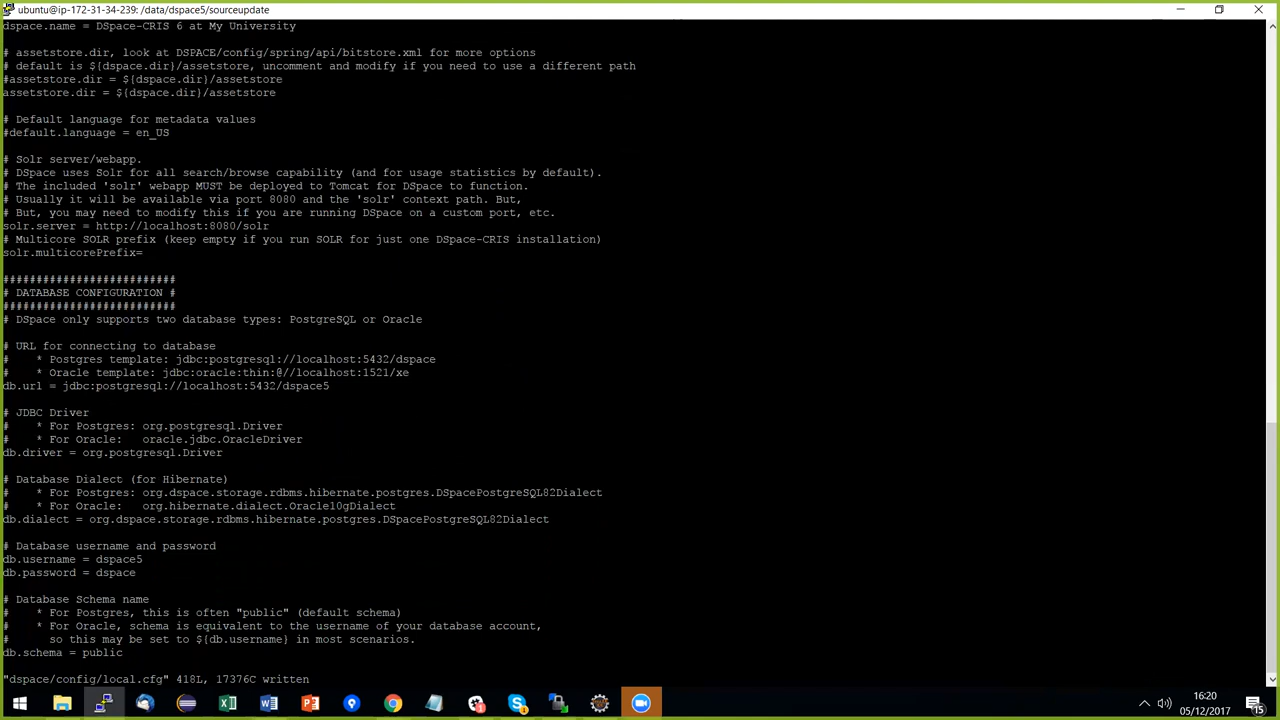 ubuntu@ip-172-31-34-239: /data/dspace5/sourceupdate
dspace.name = DSpace-CRIS 6 at My University
# assetstore.dir, look at DSPACE/config/spring/api/bitstore.xml for more options
# default is ${dspace.dir}/assetstore, uncomment and modify if you need to use a different path
#assetstore.dir = ${dspace.dir}/assetstore
assetstore.dir = ${dspace.dir}/assetstore
# Default language for metadata values
#default.language = en_US
# Solr server/webapp.
# DSpace uses Solr for all search/browse capability (and for usage statistics by default).
# The included 'solr' webapp MUST be deployed to Tomcat for DSpace to function.
# Usually it will be available via port 8080 and the 'solr' context path. But,
# But, you may need to modify this if you are running DSpace on a custom port, etc.
solr.server = http://localhost:8080/solr
# Multicore SOLR prefix (keep empty if you run SOLR for just one DSpace-CRIS installation)
solr.multicorePrefix=
##########################
# DATABASE CONFIGURATION #
##########################
# DSpace only supports two database types: PostgreSQL or Oracle
# URL for connecting to database
#    * Postgres template: jdbc:postgresql://localhost:5432/dspace
#    * Oracle template: jdbc:oracle:thin:@//localhost:1521/xe
db.url = jdbc:postgresql://localhost:5432/dspace5
# JDBC Driver
#    * For Postgres: org.postgresql.Driver
#    * For Oracle:   oracle.jdbc.OracleDriver
db.driver = org.postgresql.Driver
# Database Dialect (for Hibernate)
#    * For Postgres: org.dspace.storage.rdbms.hibernate.postgres.DSpacePostgreSQL82Dialect
#    * For Oracle:   org.hibernate.dialect.Oracle10gDialect
db.dialect = org.dspace.storage.rdbms.hibernate.postgres.DSpacePostgreSQL82Dialect
# Database username and password
db.username = dspace5
db.password = dspace
# Database Schema name
#    * For Postgres, this is often "public" (default schema)
#    * For Oracle, schema is equivalent to the username of your database account,
#      so this may be set to ${db.username} in most scenarios.
db.schema = public
"dspace/config/local.cfg" 418L, 17376C written
16:20
05/12/2017
15